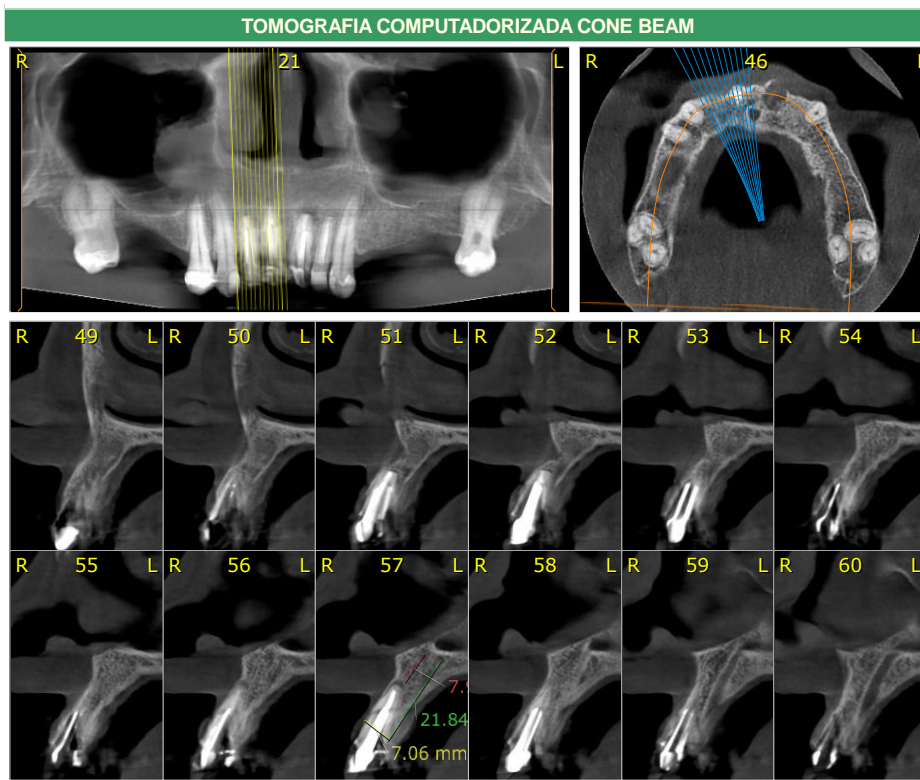 TOMOGRAFIA COMPUTADORIZADA CONE BEAM
R 21 L
R 46
R 49 L
R 50 L
R 51 L
R 52 L
R 53 L
R 54 L
R 55 L
R 56 L
R 57 L
7.
21.84
7.06 mm
R 58 L
R 59 L
R 60 L